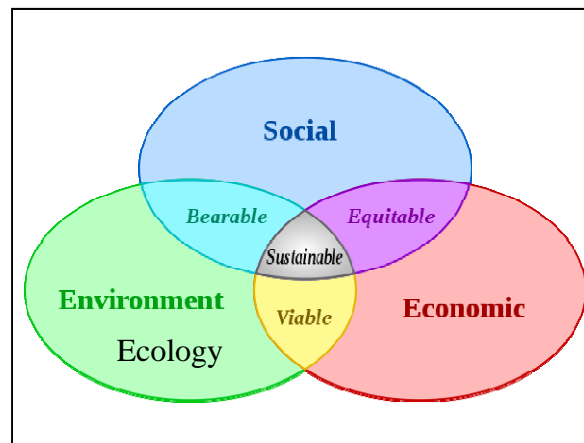 Social
Bearable
Equitable
Sustainable
Environment
Viable
Economic
Ecology